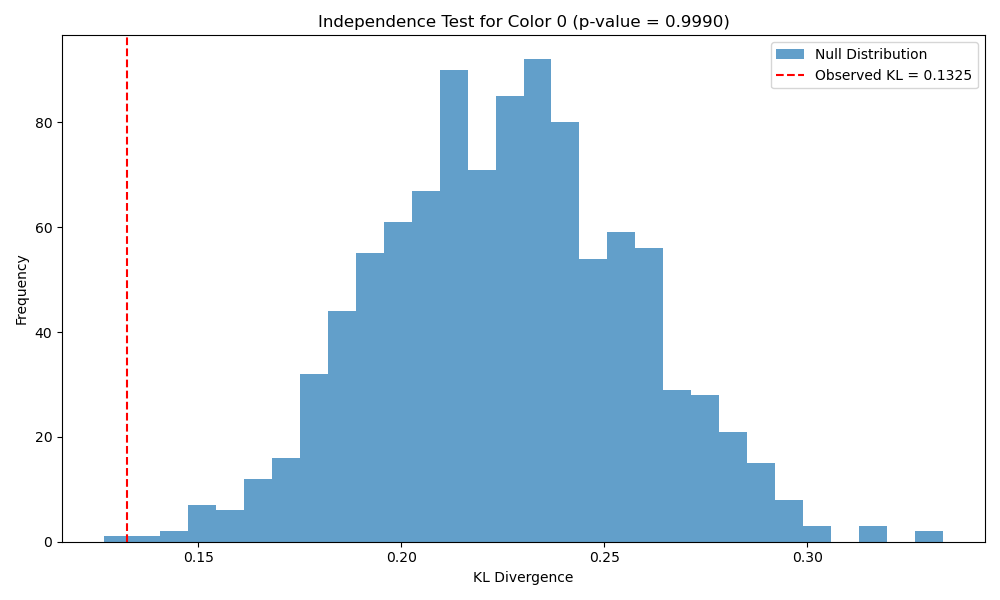 Independence Test for Color 0 (p-value = 0.9990)
Null Distribution
Observed KL = 0.1325
Frequency
80
60
40
20
0
0.15
0.20
0.25
0.30
KL Divergence